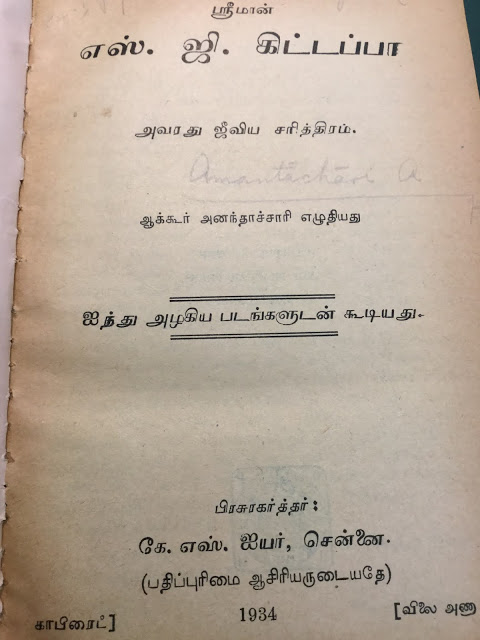 ஸ்ரீமான்
எஸ். ஜி. கிட்டப்பா
அவரது ஜீவிய சரித்திரம்.
Anantāchāri A
ஆக்கூர் அனந்தாச்சாரி எழுதியது
ஐந்து அழகிய படங்களுடன் கூடியது.
பிரசுரகர்த்தர்:
கே. எஸ். ஐயர், சென்னை.
(பதிப்புரிமை ஆசிரியருடையதே)
காபிரைட்] 1934 [விலை அணா